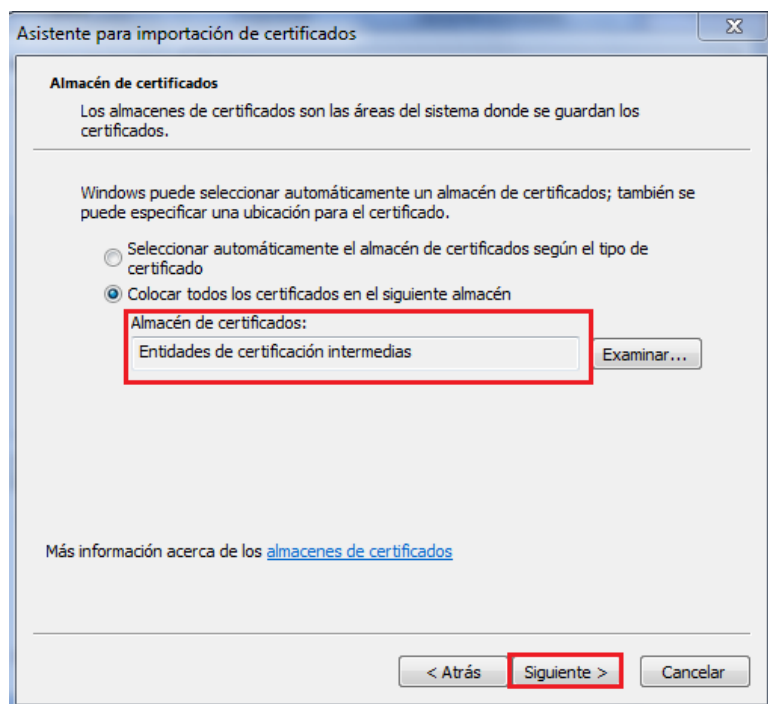 Asistente para importación de certificados
Almacén de certificados
Los almacenes de certificados son las áreas del sistema donde se guardan los
certificados.
Windows puede seleccionar automáticamente un almacén de certificados; también se
puede especificar una ubicación para el certificado.
Seleccionar automáticamente el almacén de certificados según el tipo de
certificado
Colocar todos los certificados en el siguiente almacén
Almacén de certificados:
Entidades de certificación intermedias
Examinar...
Más información acerca de los almacenes de certificados
< Atrás
Siguiente >
Cancelar